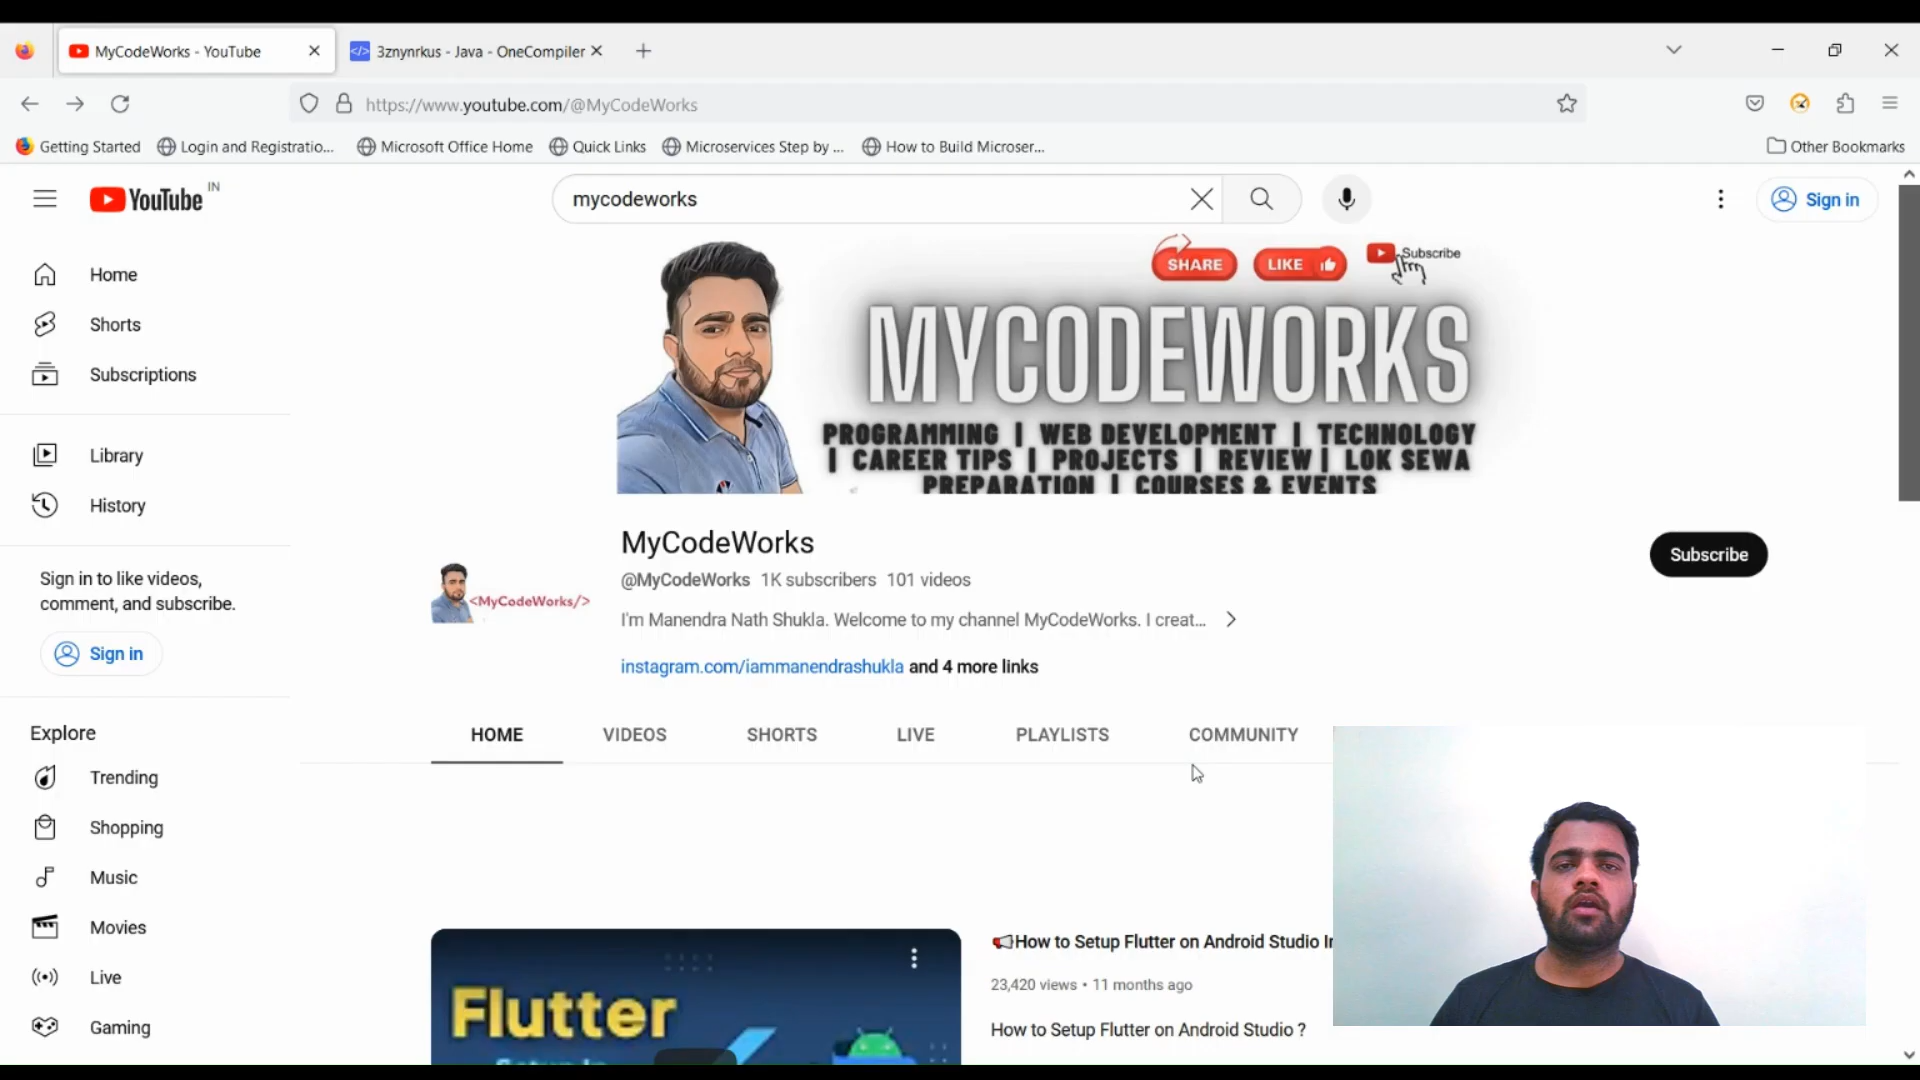 MyCodeWorks - YouTube
3znynrkus - Java - OneCompiler
https://www.youtube.com/@MyCodeWorks
Getting Started
Login and Registratio...
Microsoft Office Home
Quick Links
Microservices Step by ...
How to Build Microser...
Other Bookmarks
YouTube IN
mycodeworks
Sign in
Home
Shorts
Subscriptions
Library
History
Sign in to like videos,
comment, and subscribe.
Sign in
Explore
Trending
Shopping
Music
Movies
Live
Gaming
SHARE
LIKE
Subscribe
MYCODEWORKS
PROGRAMMING | WEB DEVELOPMENT | TECHNOLOGY
| CAREER TIPS | PROJECTS | REVIEW | LOK SEWA
PREPARATION | COURSES & EVENTS
<MyCodeWorks/>
MyCodeWorks
@MyCodeWorks 1K subscribers 101 videos
I'm Manendra Nath Shukla. Welcome to my channel MyCodeWorks. I creat...
instagram.com/iammanendrashukla and 4 more links
Subscribe
HOME
VIDEOS
SHORTS
LIVE
PLAYLISTS
COMMUNITY
Flutter
How to Setup Flutter on Android Studio
23,420 views • 11 months ago
How to Setup Flutter on Android Studio ?